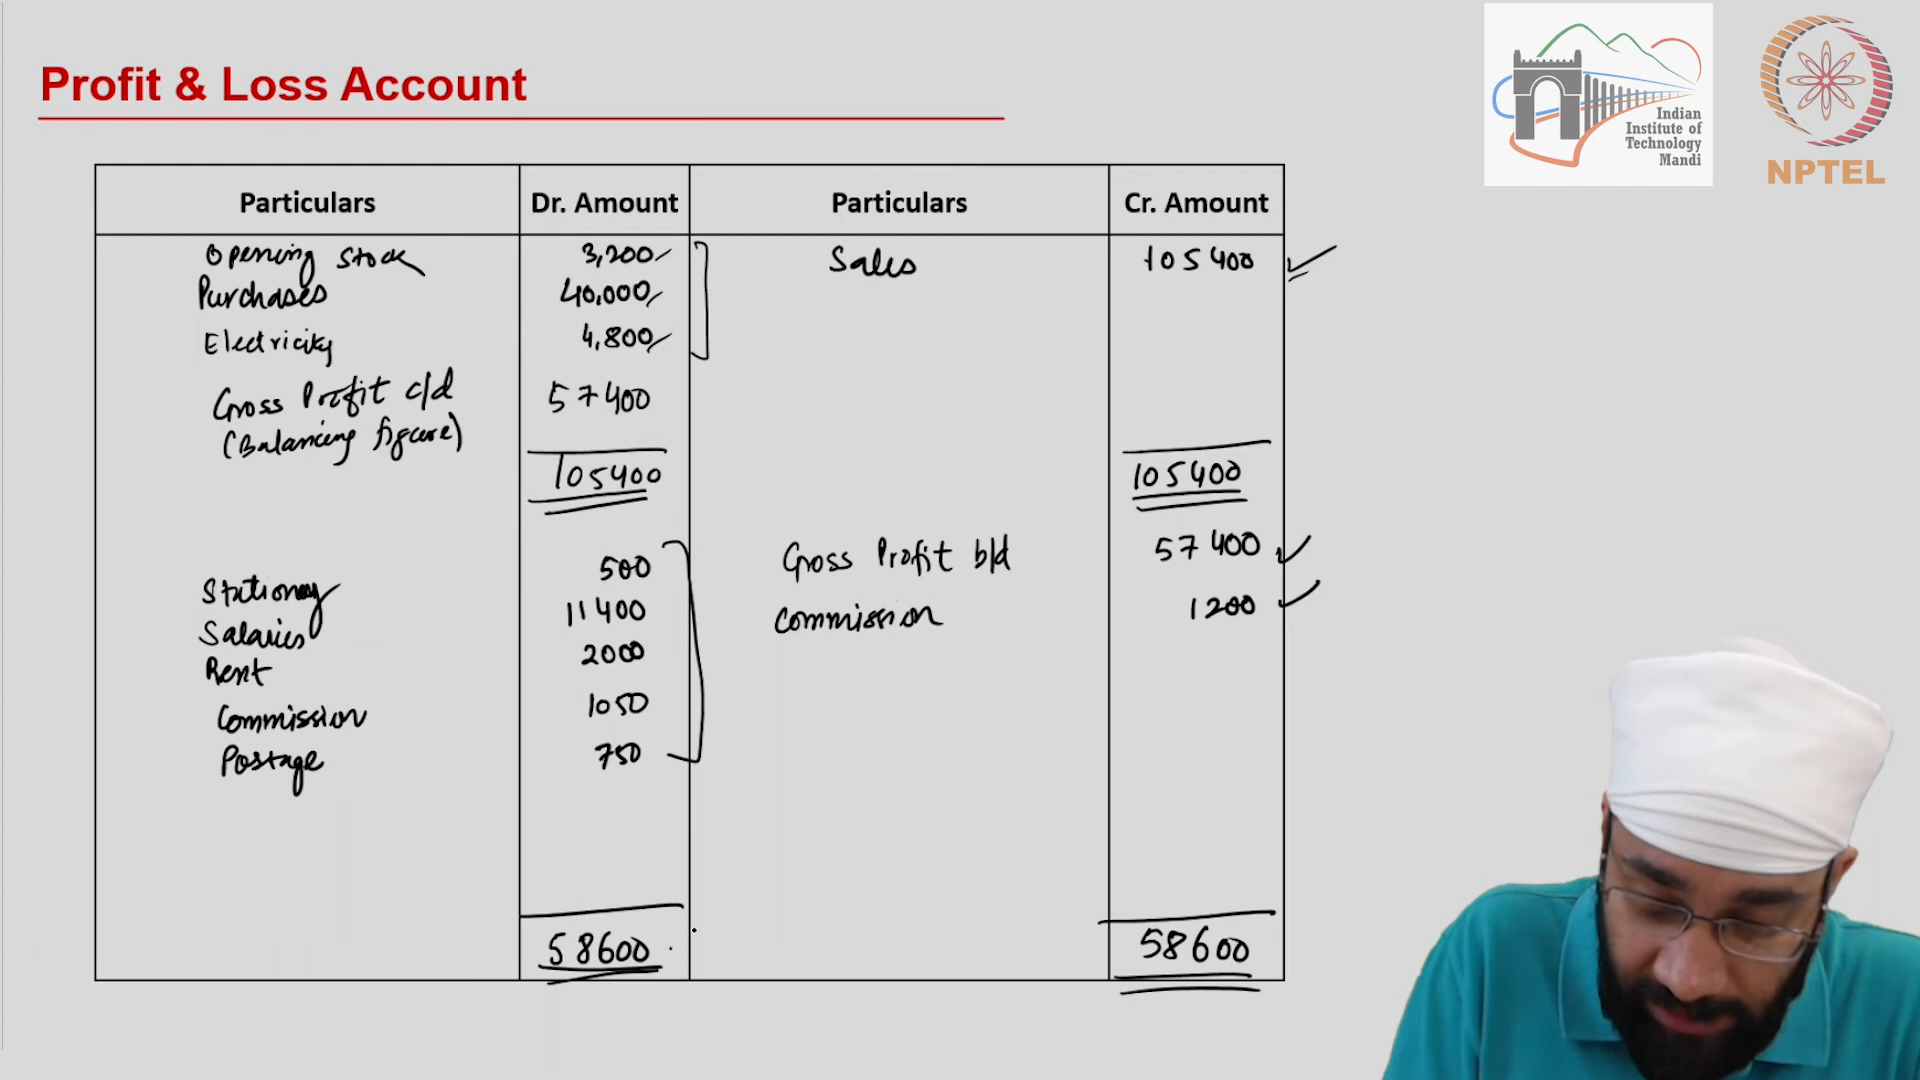 Profit & Loss Account
Indian
Institute of
Technology
Mandi
NPTEL
Particulars Dr. Amount Particulars Cr. Amount
Opening Stock 3,200 Sales 105400
Purchases 40,000
Electricity 4,800
Gross Profit c/d 57400
(Balancing figure)
105400 105400
Gross Profit b/d 57400
Stationery 500
Commission 1200
Salaries 11400
Rent 2000
Commission 1050
Postage 750
58600 58600